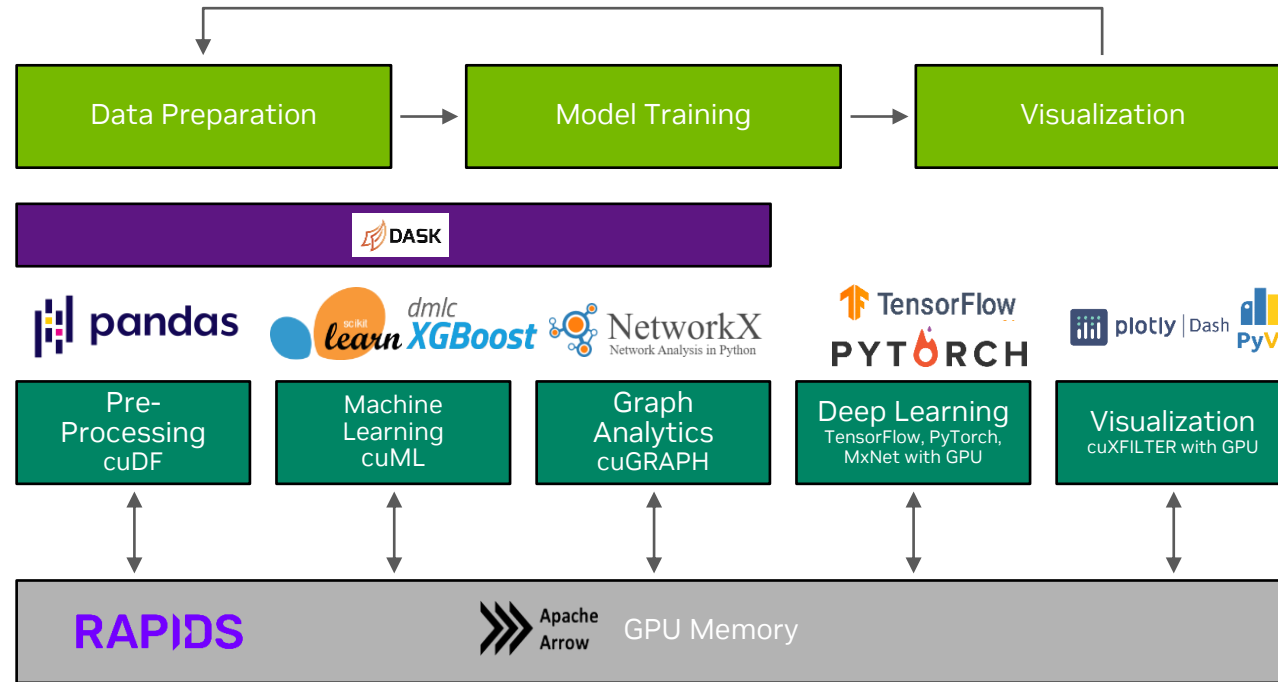 Data Preparation
Model Training
Visualization
DASK
pandas
scikit
learn
dmlc
XGBoost
NetworkX
Network Analysis in Python
TensorFlow
PYTORCH
plotly | Dash
PyV
Pre-
Processing
cuDF
Machine
Learning
cuML
Graph
Analytics
cuGRAPH
Deep Learning
TensorFlow, PyTorch,
MxNet with GPU
Visualization
cuXFILTER with GPU
RAPIDS
Apache
Arrow
GPU Memory